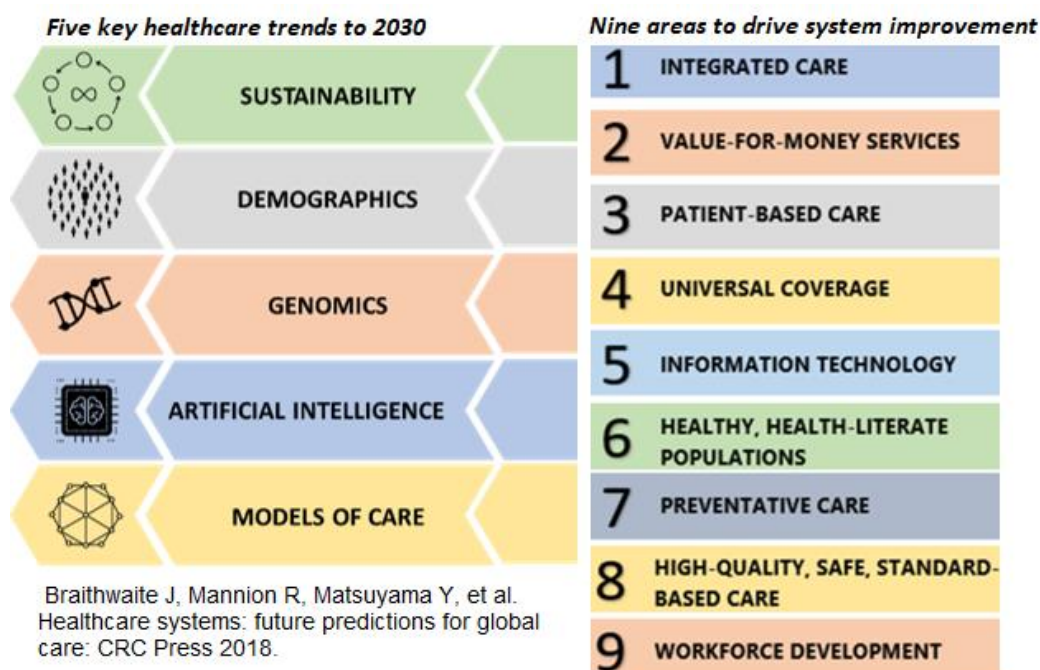 Five key healthcare trends to 2030
SUSTAINABILITY
DEMOGRAPHICS
GENOMICS
ARTIFICIAL INTELLIGENCE
MODELS OF CARE
Braithwaite J, Mannion R, Matsuyama Y, et al.
Healthcare systems: future predictions for global
care: CRC Press 2018.
Nine areas to drive system improvement
1 INTEGRATED CARE
2 VALUE-FOR-MONEY SERVICES
3 PATIENT-BASED CARE
4 UNIVERSAL COVERAGE
5 INFORMATION TECHNOLOGY
6 HEALTHY, HEALTH-LITERATE
POPULATIONS
7 PREVENTATIVE CARE
8 HIGH-QUALITY, SAFE, STANDARD-
BASED CARE
9 WORKFORCE DEVELOPMENT